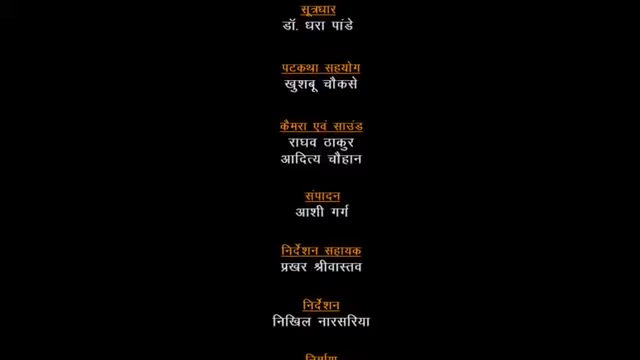 सूत्रधार
डॉ. धरा पांडे
पटकथा सहयोग
खुशबू चौकसे
कैमरा एवं साउंड
राघव ठाकुर
आदित्य चौहान
संपादन
आशी गर्ग
निर्देशन सहायक
प्रखर श्रीवास्तव
निर्देशन
निखिल नारसरिया
निर्माण